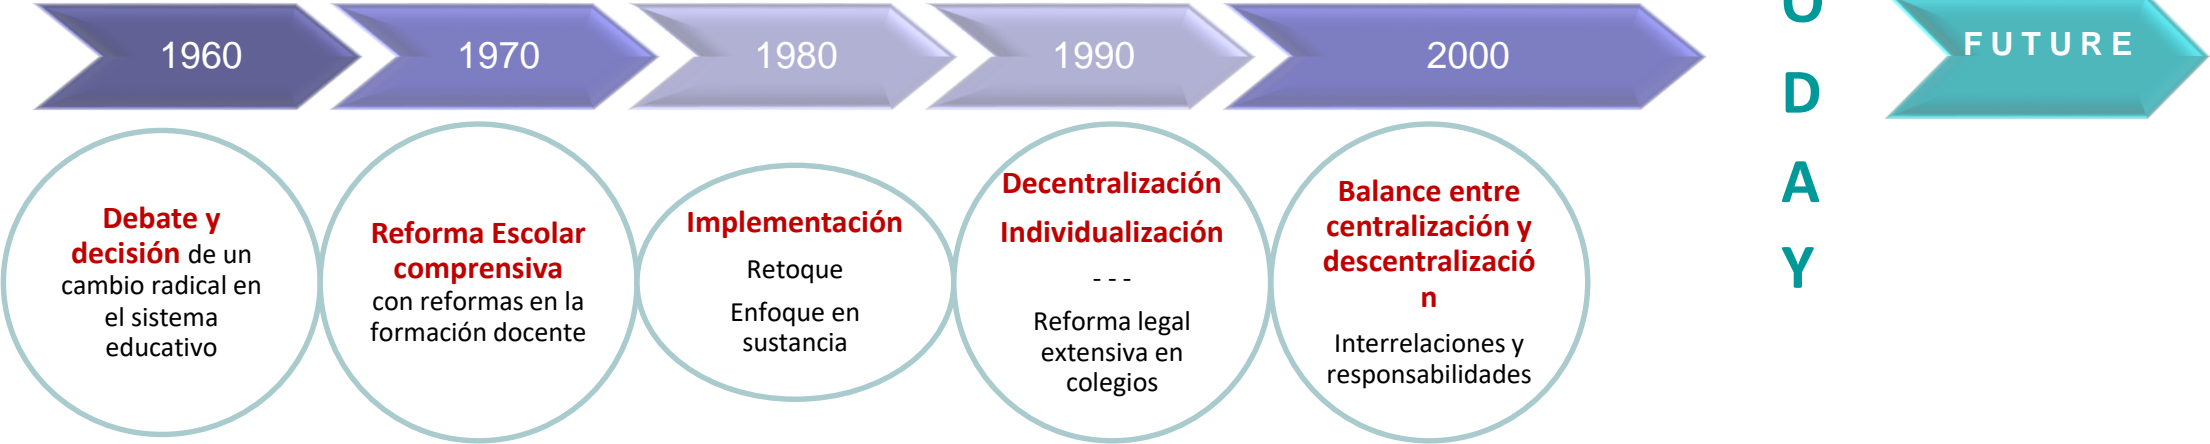 1960
1970
1980
1990
2000
O
D
A
Y
FUTURE
Debate y
decisión de un
cambio radical en
el sistema
educativo
Reforma Escolar
comprensiva
con reformas en la
formación docente
Implementación
Retoque
Enfoque en
sustancia
Decentralización
Individualización
- - -
Reforma legal
extensiva en
colegios
Balance entre
centralización y
descentralizació
n
Interrelaciones y
responsabilidades